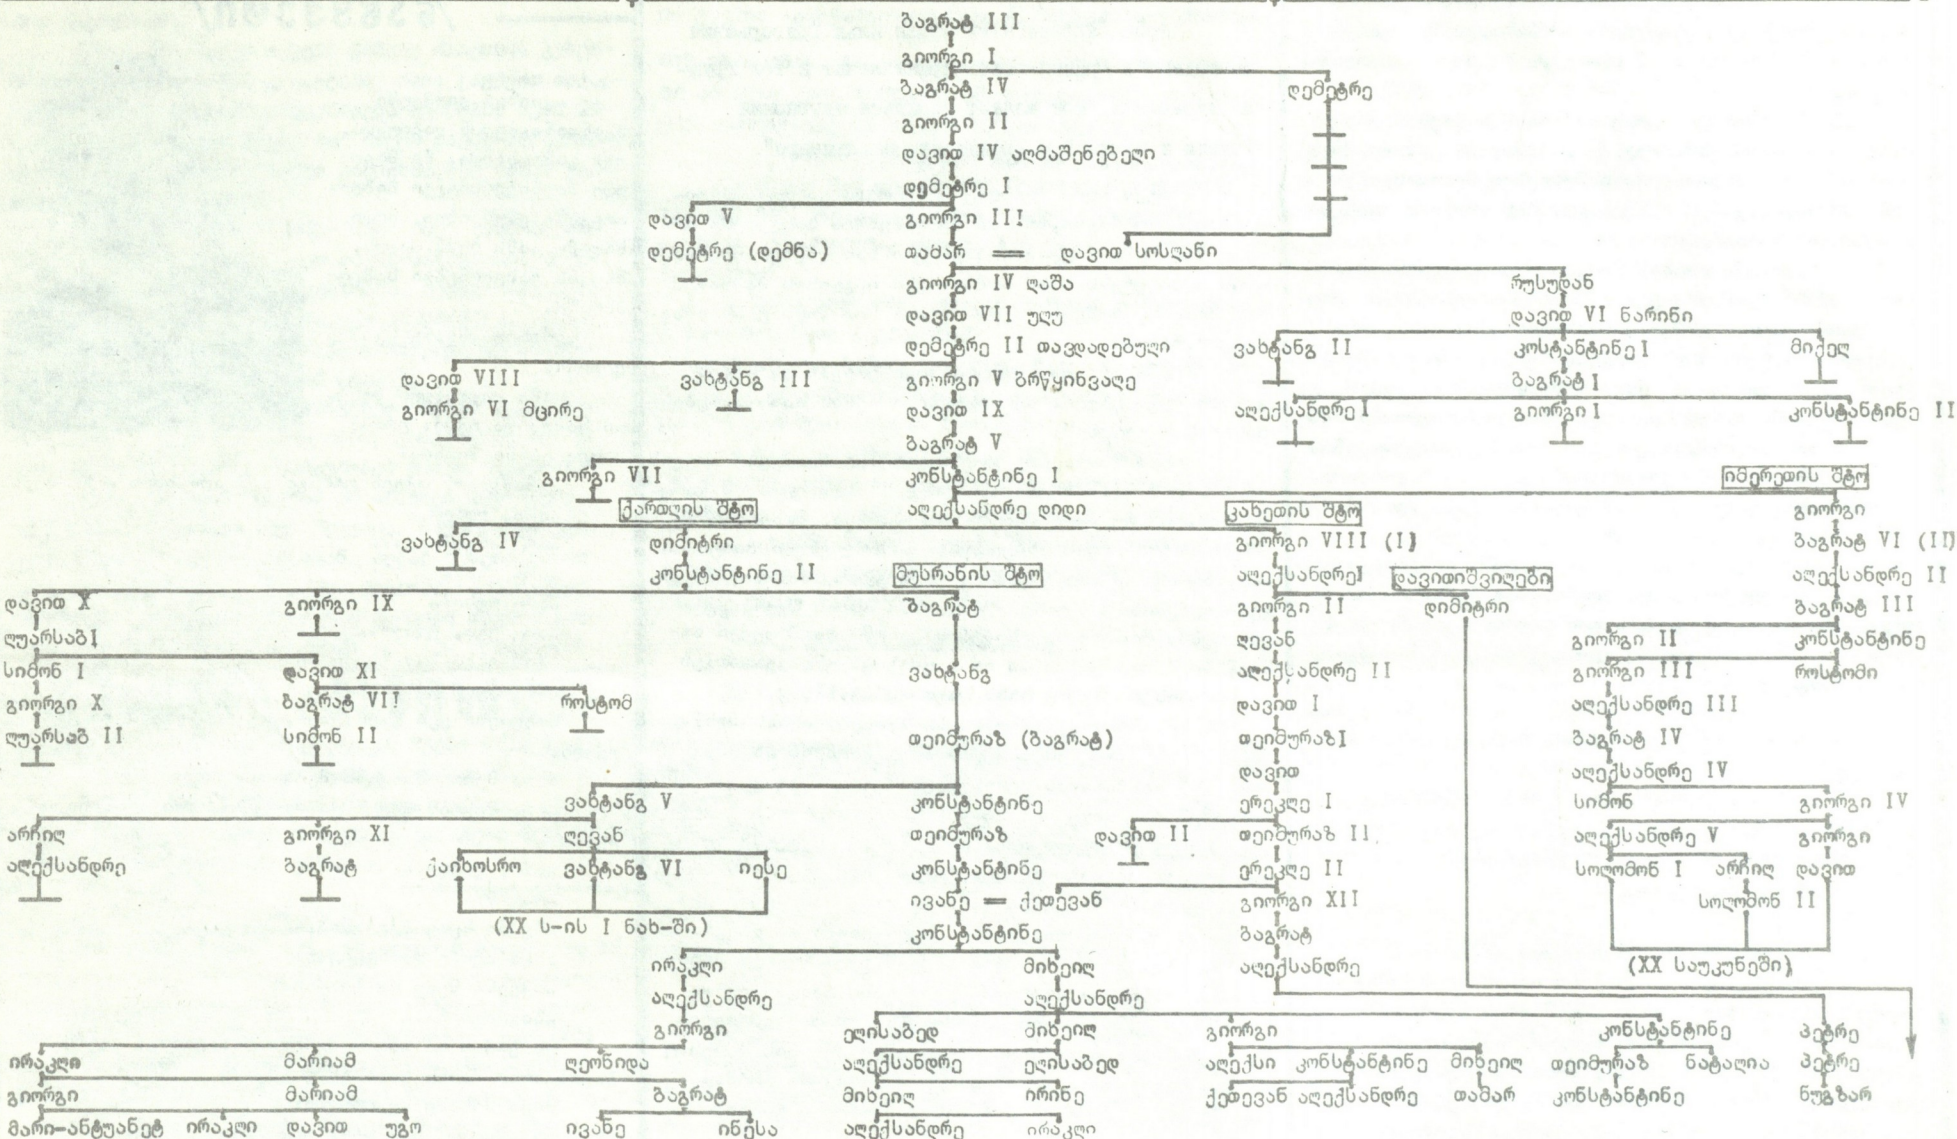 ბაგრატ III
გიორგი I
ბაგრატ IV ღემეტრე
გიორგი II
დავით IV აღმაშენებელი
დემეტრე I
დავით V გიორგი II!
დემეტრე (დემნა) თამარ = დავით სოსლანი
გიორგი IV ლაშა რუსუდან
დავით VII ულუ დავით VI ნარინი
დემეტრე II თავდადებული ვახტანგ II კოსტანტინე I მიქელ
დავით VIII ვახტანგ III გიორგი V ბრწყინვალე ბაგრატ I
გიორგი VI მცირე დავით IX ალექსანდრე I გიორგი I კონსტანტინე II
ბაგრატ V
გიორგი VII კონსტანტინე I იმერეთის შტო
ქართლის შტო ალექსანდრე დიდი კახეთის შტო გიორგი
ვახტანგ IV დიმიტრი გიორგი VIII (I) ბაგრატ VI (II)
კონსტანტინე II მუხრანის შტო ალექსანდრე I დავითიშვილები ალექსანდრე II
დავით X გიორგი IX ბაგრატ გიორგი II დიმიტრი ბაგრატ III
ლუარსაბ I ლევან გიორგი II კონსტანტინე
სიმონ I დავით XI ვახტანგ ალექსანდრე II გიორგი III როსტომი
გიორგი X ბაგრატ VI! როსტომ დავით I ალექსანდრე III
ლუარსაბ II სიმონ II თეიმურაზ (ბაგრატ) თეიმურაზ I ბაგრატ IV
დავით ალექსანდრე IV
ვახტანგ V კონსტანტინე ერეკლე I სიმონ გიორგი IV
არჩილ გიორგი XI ლევან თეიმურაზ დავით II თეიმურაზ II ალექსანდრე V გიორგი
ალექსანდრე ბაგრატ ქაიხოსრო ვახტანგ VI იესე კონსტანტინე ერეკლე II სოლომონ I არჩილ დავით
ივანე = ქეთევან გიორგი XII სოლომონ II
(XX ს-ის I ნახ-ში) კონსტანტინე ბაგრატ
ირაკლი მიხეილ ალექსანდრე (XX საუკუნეში)
ალექსანდრე ალექსანდრე
გიორგი ელისაბედ მიხეილ გიორგი კონსტანტინე პეტრე
ირაკლი მარიამ ლეონიდა ალექსანდრე ელისაბედ ალექსი კონსტანტინე მიხეილ თეიმურაზ ნატალია პეტრე
გიორგი მარიამ ბაგრატ მიხეილ ირინე ქეთევან ალექსანდრე თამარ კონსტანტინე ნუგზარ
მარი-ანტუანეტ ირაკლი დავით უგო ივანე ინესა ალექსანდრე ირაკლი